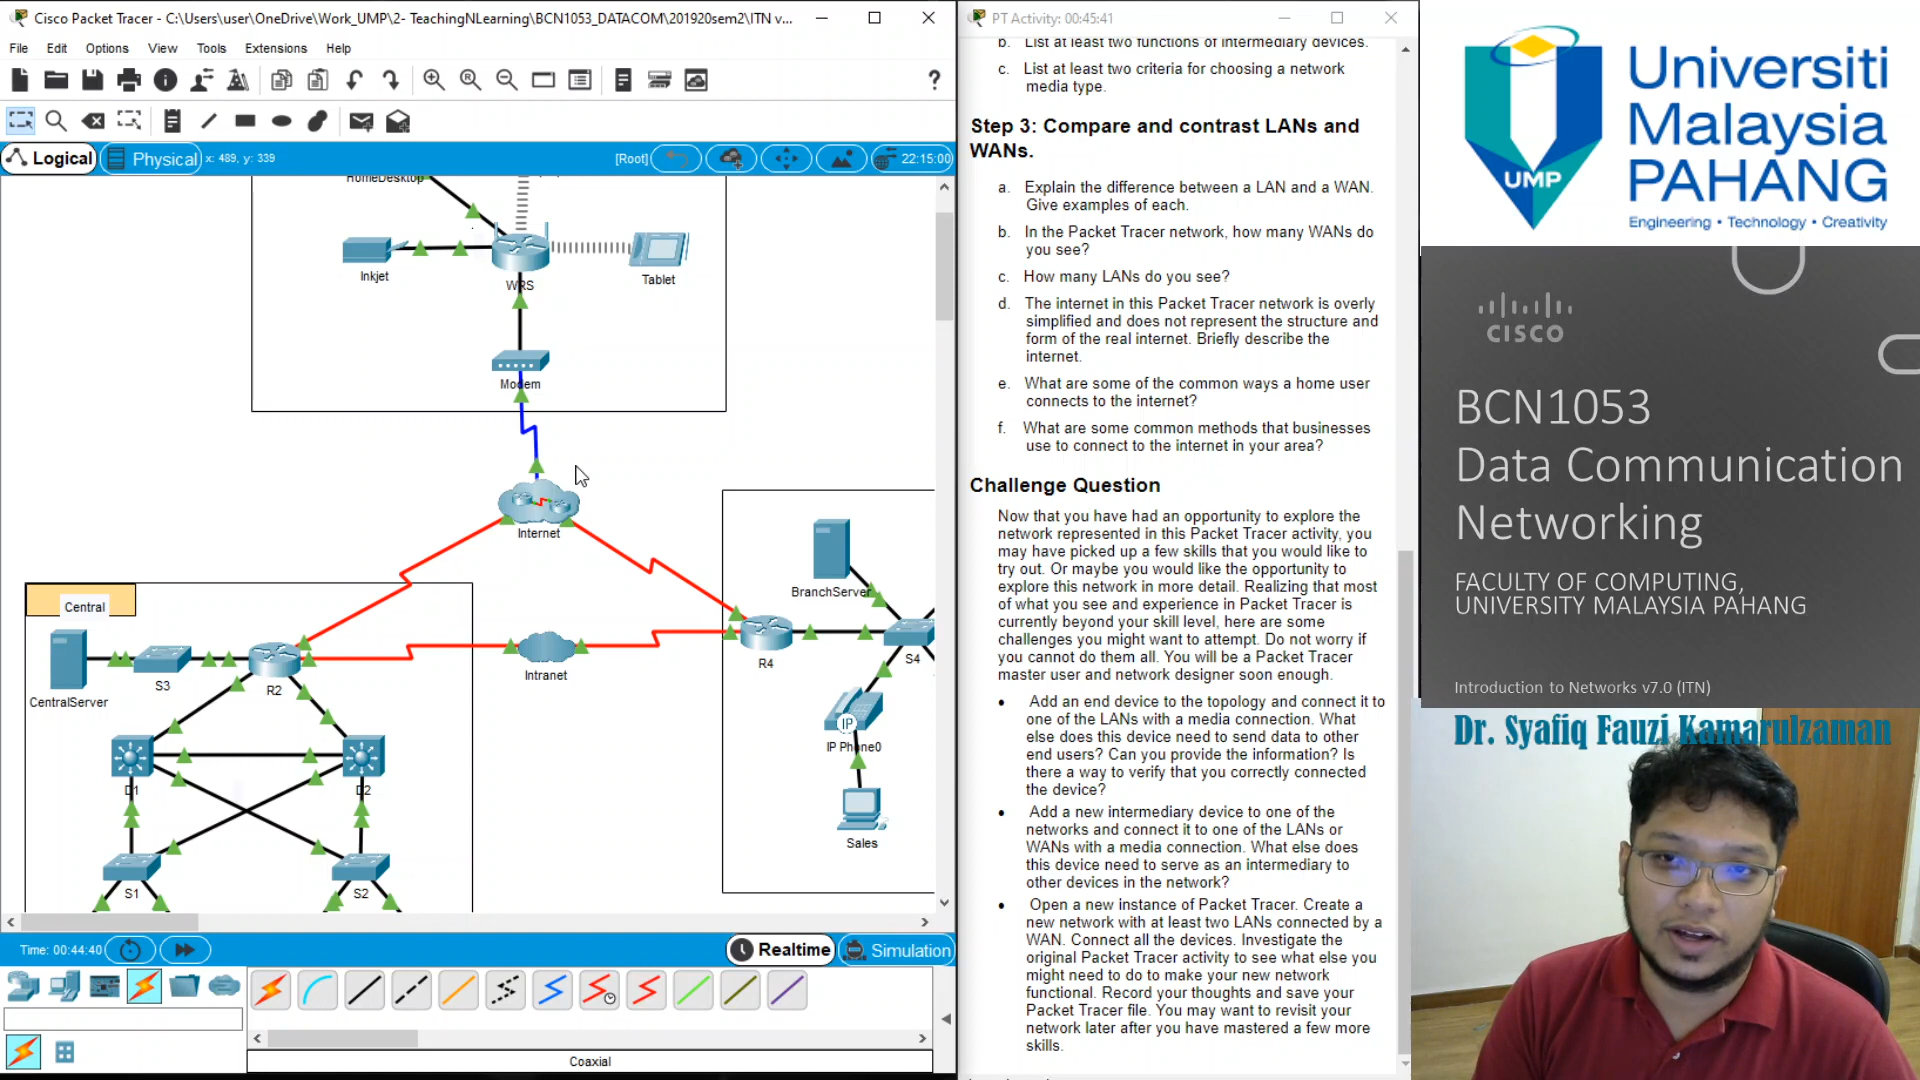 Cisco Packet Tracer - C:\Users\user\OneDrive\Work_UMP\2- TeachingNLearning\BCN1053_DATACOM\201920sem2\ITN v...
File Edit Options View Tools Extensions Help
Logical Physical x: 489, y: 339 [Root] 22:15:00
HomeDesktop
Inkjet
WRS
Tablet
Modem
Internet
Central
BranchServer
CentralServer
S3
R2
Intranet
R4
S4
IP
IP Phone0
D1
D2
Sales
S1
S2
Time: 00:44:40 Realtime Simulation
Coaxial
PT Activity: 00:45:41
b. List at least two functions of intermediary devices.
c. List at least two criteria for choosing a network
media type.
Step 3: Compare and contrast LANs and
WANs.
a. Explain the difference between a LAN and a WAN.
Give examples of each.
b. In the Packet Tracer network, how many WANs do
you see?
c. How many LANs do you see?
d. The internet in this Packet Tracer network is overly
simplified and does not represent the structure and
form of the real internet. Briefly describe the
internet.
e. What are some of the common ways a home user
connects to the internet?
f. What are some common methods that businesses
use to connect to the internet in your area?
Challenge Question
Now that you have had an opportunity to explore the
network represented in this Packet Tracer activity, you
may have picked up a few skills that you would like to
try out. Or maybe you would like the opportunity to
explore this network in more detail. Realizing that most
of what you see and experience in Packet Tracer is
currently beyond your skill level, here are some
challenges you might want to attempt. Do not worry if
you cannot do them all. You will be a Packet Tracer
master user and network designer soon enough.
• Add an end device to the topology and connect it to
one of the LANs with a media connection. What
else does this device need to send data to other
end users? Can you provide the information? Is
there a way to verify that you correctly connected
the device?
• Add a new intermediary device to one of the
networks and connect it to one of the LANs or
WANs with a media connection. What else does
this device need to serve as an intermediary to
other devices in the network?
• Open a new instance of Packet Tracer. Create a
new network with at least two LANs connected by a
WAN. Connect all the devices. Investigate the
original Packet Tracer activity to see what else you
might need to do to make your new network
functional. Record your thoughts and save your
Packet Tracer file. You may want to revisit your
network later after you have mastered a few more
skills.
UMP
Universiti
Malaysia
PAHANG
Engineering • Technology • Creativity
CISCO
BCN1053
Data Communication
Networking
FACULTY OF COMPUTING,
UNIVERSITY MALAYSIA PAHANG
Introduction to Networks v7.0 (ITN)
Dr. Syafiq Fauzi Kamarulzaman